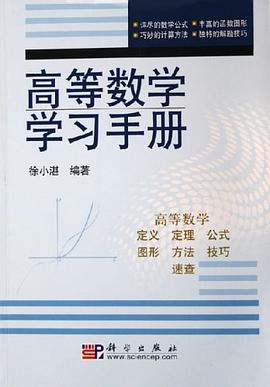 ·详尽的数学公式 ·丰富的函数图形
·巧妙的计算方法 ·独特的解题技巧
高等数学
学习手册
徐小湛 编著
高等数学
定义 定理 公式
图形 方法 技巧
速查
科学出版社
www.sciencep.com